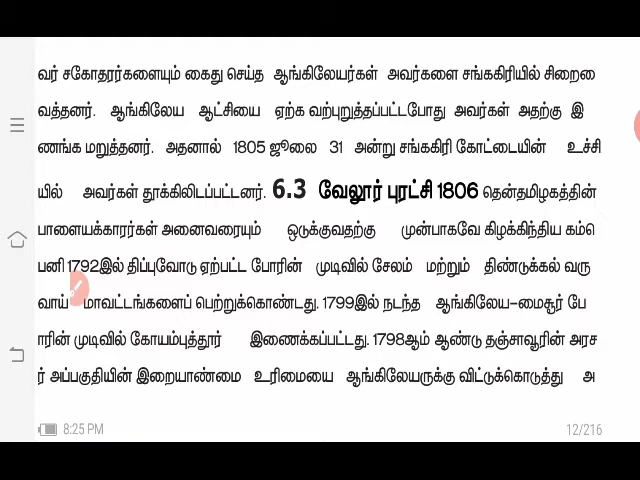 வர் சகோதரர்களையும் கைது செய்த ஆங்கிலேயர்கள் அவர்களை சங்ககிரியில் சிறை
வத்தனர். ஆங்கிலேய ஆட்சியை ஏற்க வற்புறுத்தப்பட்டபோது அவர்கள் அதற்கு இ
ணங்க மறுத்தனர். அதனால் 1805 ஜூலை 31 அன்று சங்ககிரி கோட்டையின் உச்சி
யில் அவர்கள் தூக்கிலிடப்பட்டனர். 6.3 வேலூர் புரட்சி 1806 தென்தமிழகத்தின்
பாளையக்காரர்கள் அனைவரையும் ஒடுக்குவதற்கு முன்பாகவே கிழக்கிந்திய கம்பெ
பனி 1792இல் திப்புவோடு ஏற்பட்ட போரின் முடிவில் சேலம் மற்றும் திண்டுக்கல் வரு
வாய் மாவட்டங்களைப் பெற்றுக்கொண்டது. 1799இல் நடந்த ஆங்கிலேய-மைசூர் பே
ாரின் முடிவில் கோயம்புத்தூர் இணைக்கப்பட்டது. 1798ஆம் ஆண்டு தஞ்சாவூரின் அரச
ர் அப்பகுதியின் இறையாண்மை உரிமையை ஆங்கிலேயருக்கு விட்டுக்கொடுத்து அ
8:25 PM 12/216